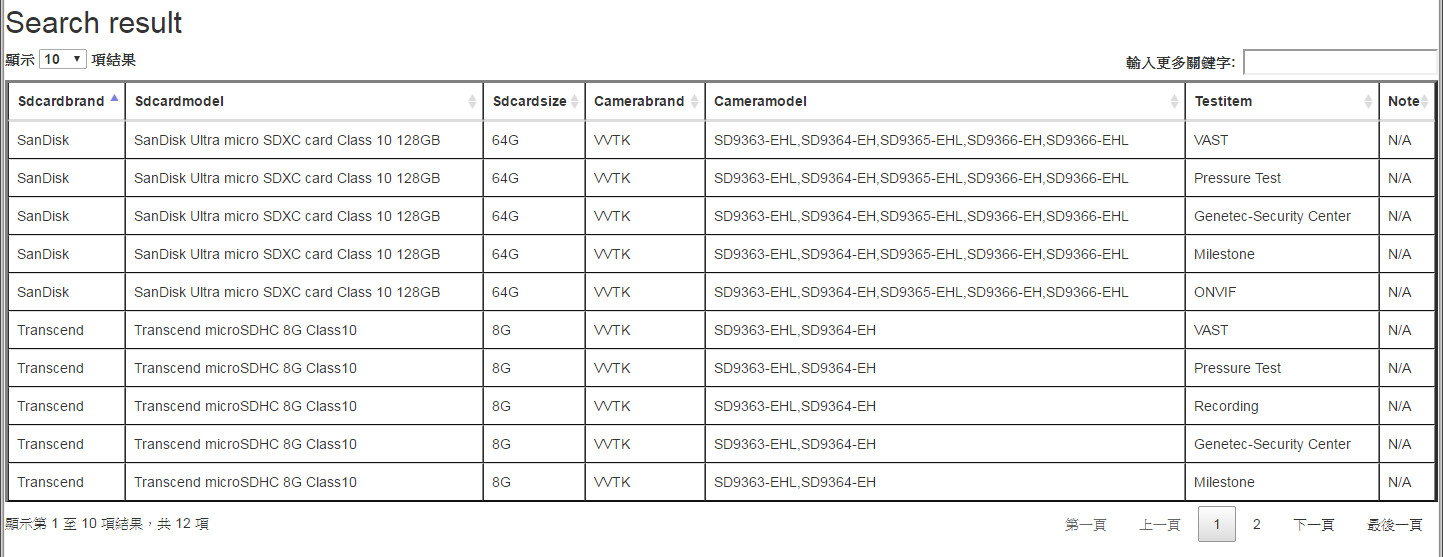 Search result
顯示 10 項結果
輸入更多關鍵字:
Sdcardbrand Sdcardmodel Sdcardsize Camerabrand Cameramodel Testitem Note
SanDisk SanDisk Ultra micro SDXC card Class 10 128GB 64G VVTK SD9363-EHL,SD9364-EH,SD9365-EHL,SD9366-EH,SD9366-EHL VAST N/A
SanDisk SanDisk Ultra micro SDXC card Class 10 128GB 64G VVTK SD9363-EHL,SD9364-EH,SD9365-EHL,SD9366-EH,SD9366-EHL Pressure Test N/A
SanDisk SanDisk Ultra micro SDXC card Class 10 128GB 64G VVTK SD9363-EHL,SD9364-EH,SD9365-EHL,SD9366-EH,SD9366-EHL Genetec-Security Center N/A
SanDisk SanDisk Ultra micro SDXC card Class 10 128GB 64G VVTK SD9363-EHL,SD9364-EH,SD9365-EHL,SD9366-EH,SD9366-EHL Milestone N/A
SanDisk SanDisk Ultra micro SDXC card Class 10 128GB 64G VVTK SD9363-EHL,SD9364-EH,SD9365-EHL,SD9366-EH,SD9366-EHL ONVIF N/A
Transcend Transcend microSDHC 8G Class10 8G VVTK SD9363-EHL,SD9364-EH VAST N/A
Transcend Transcend microSDHC 8G Class10 8G VVTK SD9363-EHL,SD9364-EH Pressure Test N/A
Transcend Transcend microSDHC 8G Class10 8G VVTK SD9363-EHL,SD9364-EH Recording N/A
Transcend Transcend microSDHC 8G Class10 8G VVTK SD9363-EHL,SD9364-EH Genetec-Security Center N/A
Transcend Transcend microSDHC 8G Class10 8G VVTK SD9363-EHL,SD9364-EH Milestone N/A
顯示第 1 至 10 項結果，共 12 項
第一頁 上一頁 1 2 下一頁 最後一頁